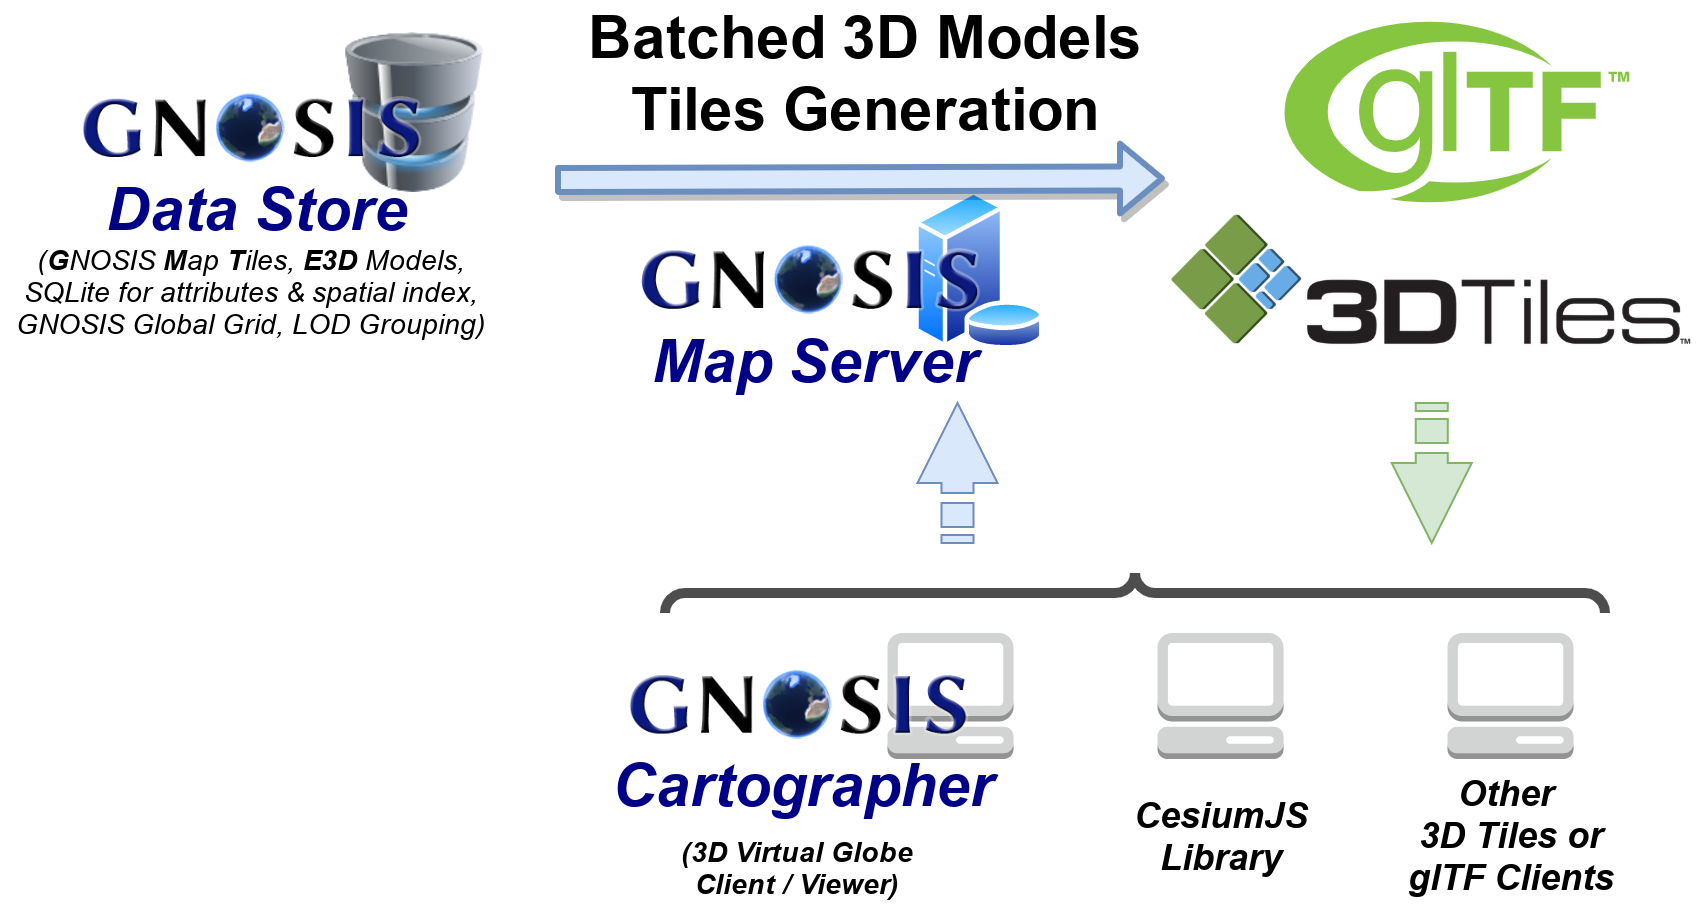 Batched 3D Models
Tiles Generation
GNOSIS
Data Store
(GNOSIS Map Tiles, E3D Models,
SQLite for attributes & spatial index,
GNOSIS Global Grid, LOD Grouping)
glTF™
GNOSIS
Map Server
3DTiles™
GNOSIS
Cartographer
(3D Virtual Globe
Client / Viewer)
CesiumJS
Library
Other
3D Tiles or
glTF Clients